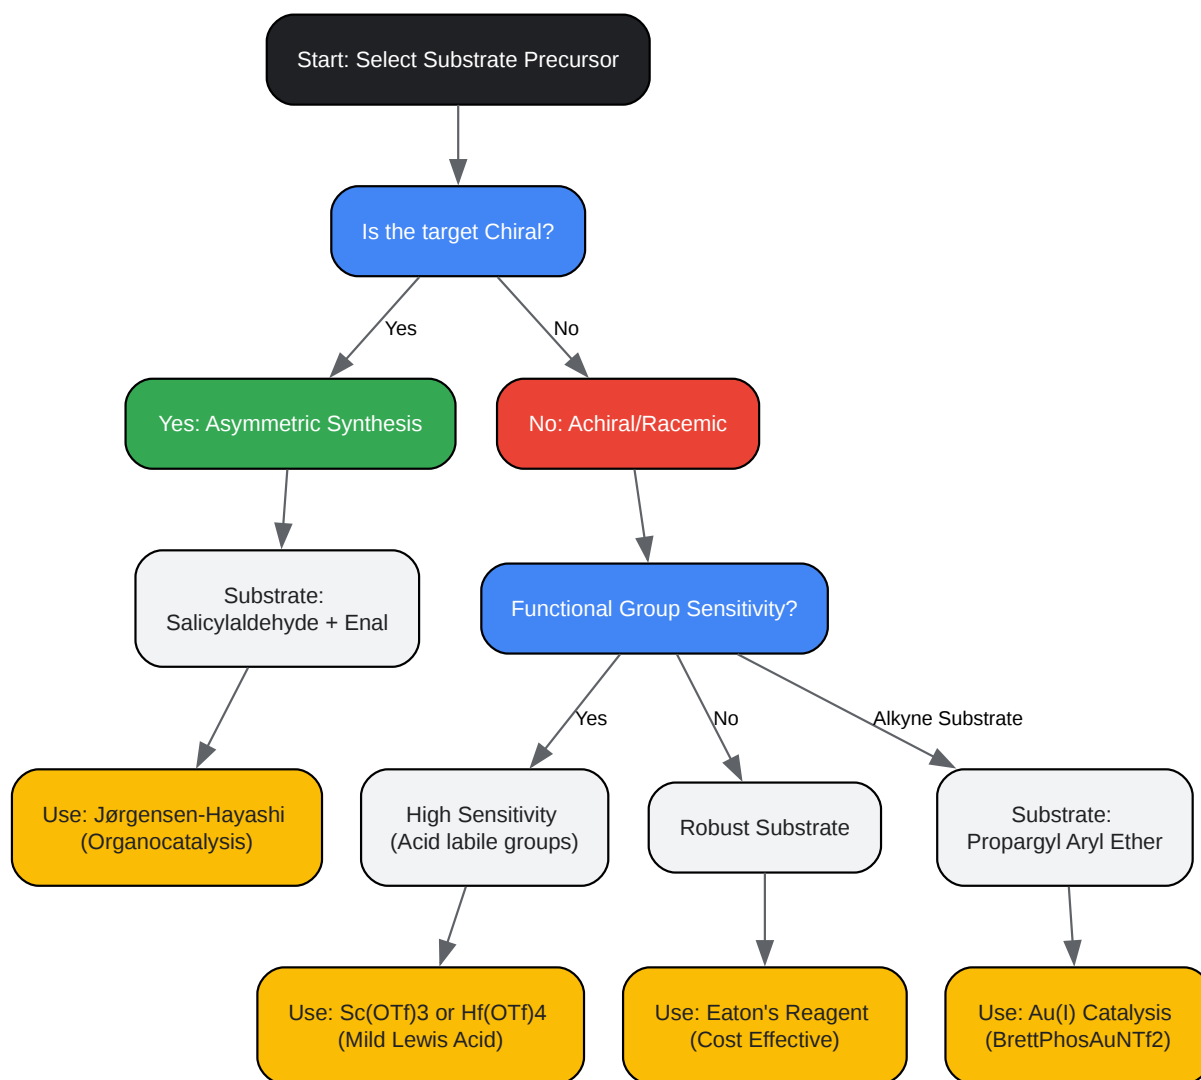 Start: Select Substrate Precursor
Is the target Chiral?
Yes
No
Yes: Asymmetric Synthesis
No: Achiral/Racemic
Substrate:
Salicylaldehyde + Enal
Functional Group Sensitivity?
Yes
No
Alkyne Substrate
Use: Jørgensen-Hayashi
(Organocatalysis)
High Sensitivity
(Acid labile groups)
Robust Substrate
Substrate:
Propargyl Aryl Ether
Use: Sc(OTf)3 or Hf(OTf)4
(Mild Lewis Acid)
Use: Eaton's Reagent
(Cost Effective)
Use: Au(I) Catalysis
(BrettPhosAuNTf2)